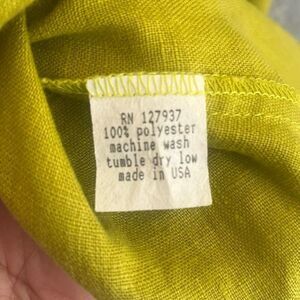 RN 127937
100% polyester
machine wash
tumble dry low
made in USA